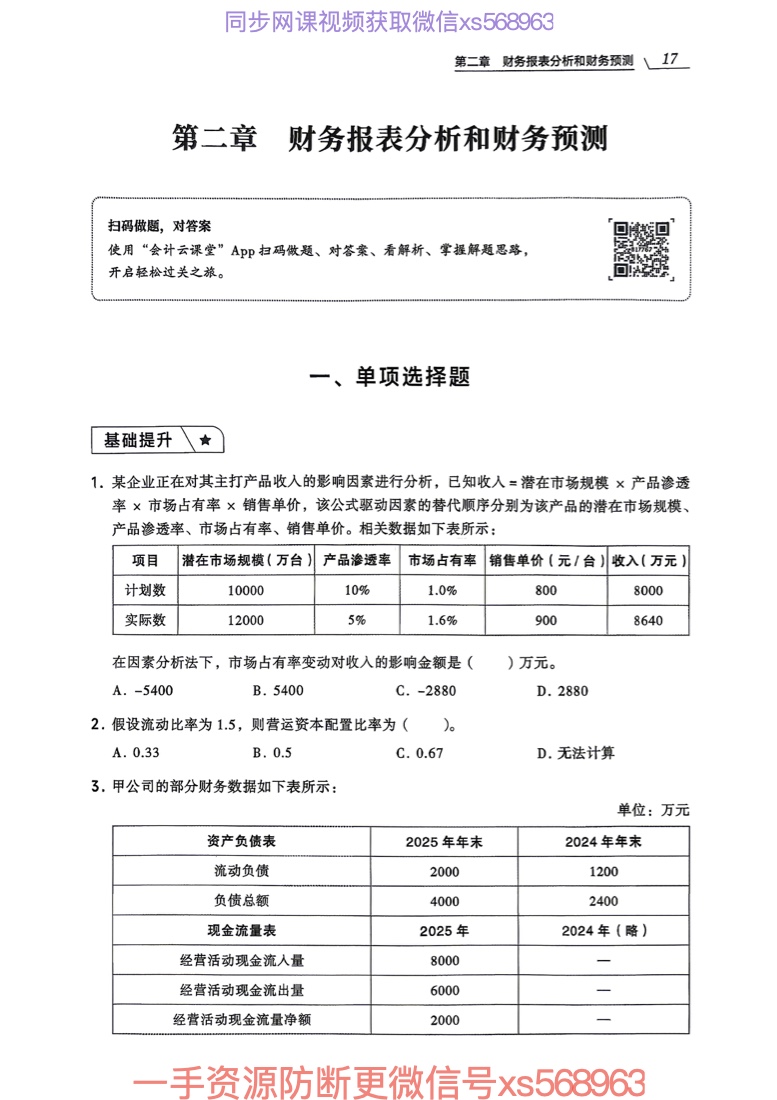 同步网课视频获取微信xs568963
第二章 财务报表分析和财务预测 17
第二章 财务报表分析和财务预测
扫码做题，对答案
使用“会计云课堂”App 扫码做题、对答案、看解析、掌握解题思路，
开启轻松过关之旅。
一、单项选择题
基础提升 ★
1. 某企业正在对其主打产品收入的影响因素进行分析，已知收入 = 潜在市场规模 × 产品渗透
率 × 市场占有率 × 销售单价，该公式驱动因素的替代顺序分别为该产品的潜在市场规模、
产品渗透率、市场占有率、销售单价。相关数据如下表所示：
项目 潜在市场规模（万台） 产品渗透率 市场占有率 销售单价（元/台） 收入（万元）
计划数 10000 10% 1.0% 800 8000
实际数 12000 5% 1.6% 900 8640
在因素分析法下，市场占有率变动对收入的影响金额是（ ）万元。
A. -5400 B. 5400 C. -2880 D. 2880
2. 假设流动比率为 1.5，则营运资本配置比率为（ ）。
A. 0.33 B. 0.5 C. 0.67 D. 无法计算
3. 甲公司的部分财务数据如下表所示：
单位：万元
资产负债表 2025 年年末 2024 年年末
流动负债 2000 1200
负债总额 4000 2400
现金流量表 2025 年 2024 年（略）
经营活动现金流入量 8000 —
经营活动现金流出量 6000 —
经营活动现金流量净额 2000 —
一手资源防断更微信号xs568963